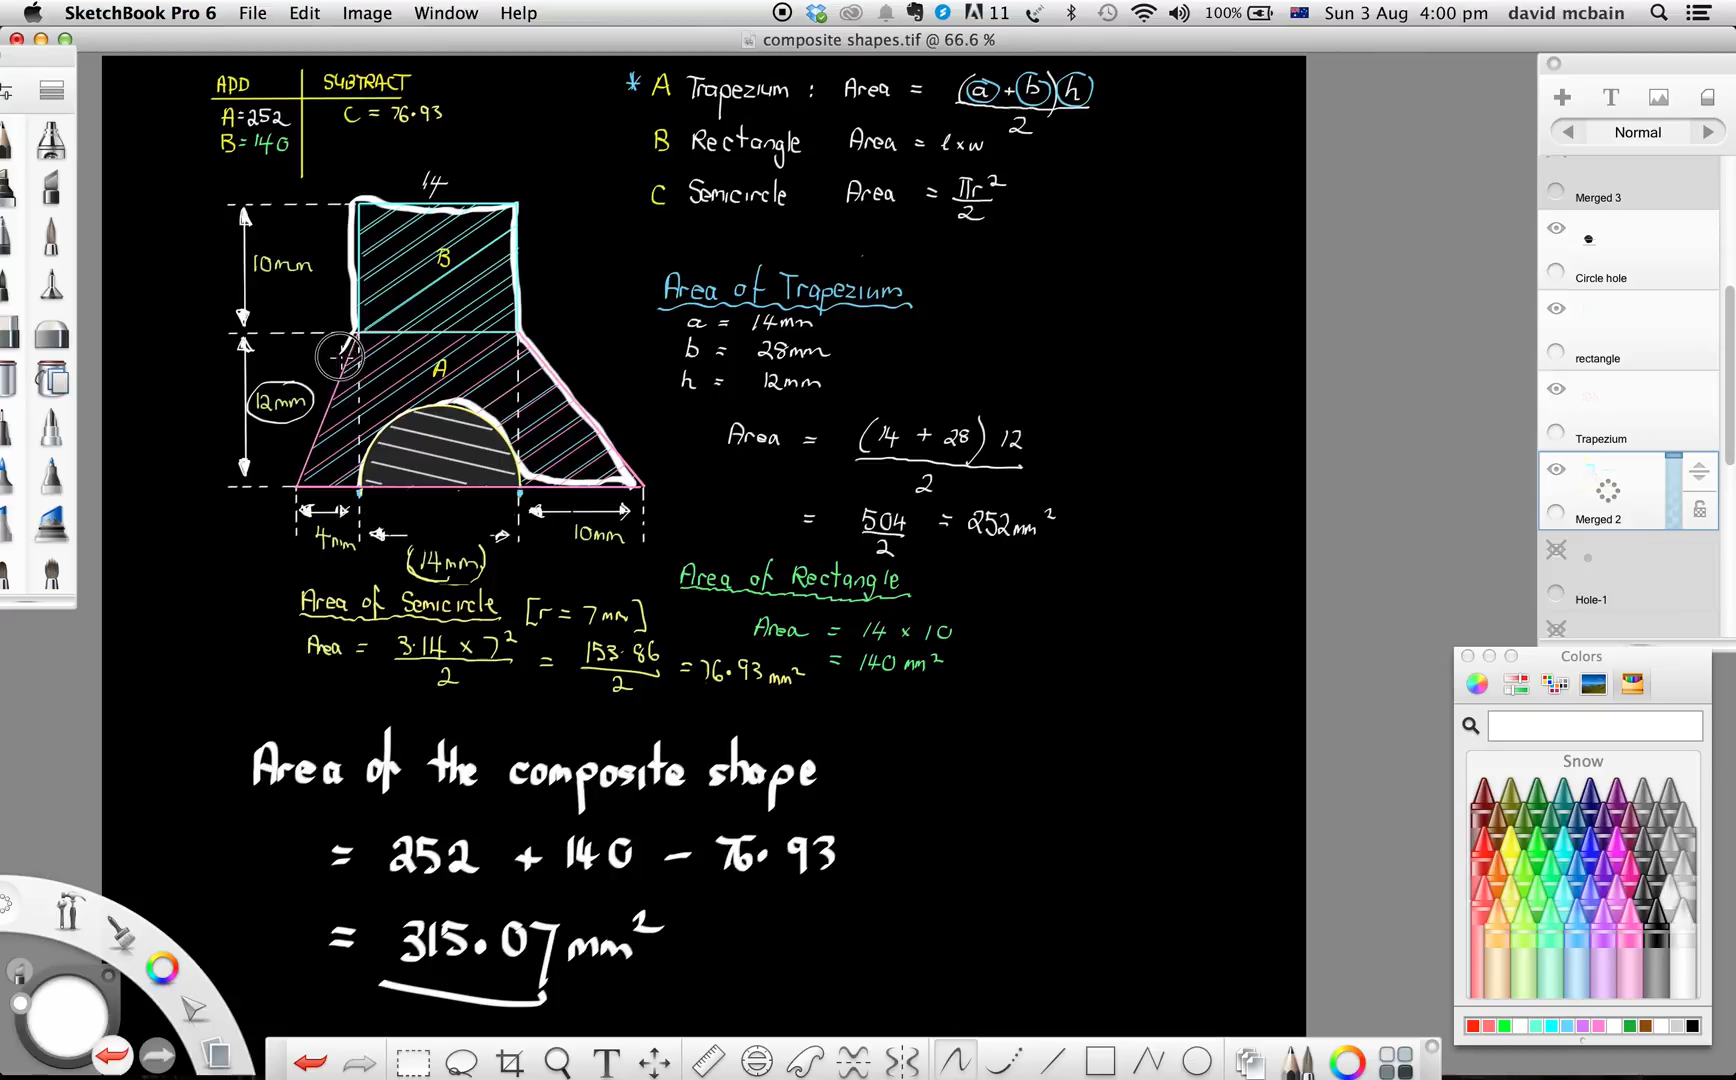 SketchBook Pro 6 File Edit Image Window Help 11 100% Sun 3 Aug 4:00 pm david mcbain
composite shapes.tif @ 66.6 %
ADD SUBTRACT
A=252 C = 76.93
B=140
* A Trapezium : Area = (a+b)h
2
B Rectangle Area = l×w
C Semicircle Area = πr²
2
14
10mm
B
12mm
A
4mm
(14mm)
10mm
Area of Trapezium
a = 14mm
b = 28mm
h = 12mm
Area = (14 + 28) 12
2
= 504 = 252mm²
2
Area of Rectangle
Area = 14 × 10
= 140 mm²
Area of Semicircle [r = 7mm]
Area = 3.14 × 7² = 153.86 = 76.93 mm²
2 2
Area of the composite shape
= 252 + 140 - 76.93
= 315.07mm²
T
Normal
Merged 3
Circle hole
rectangle
Trapezium
Merged 2
Hole-1
Colors
Snow
T